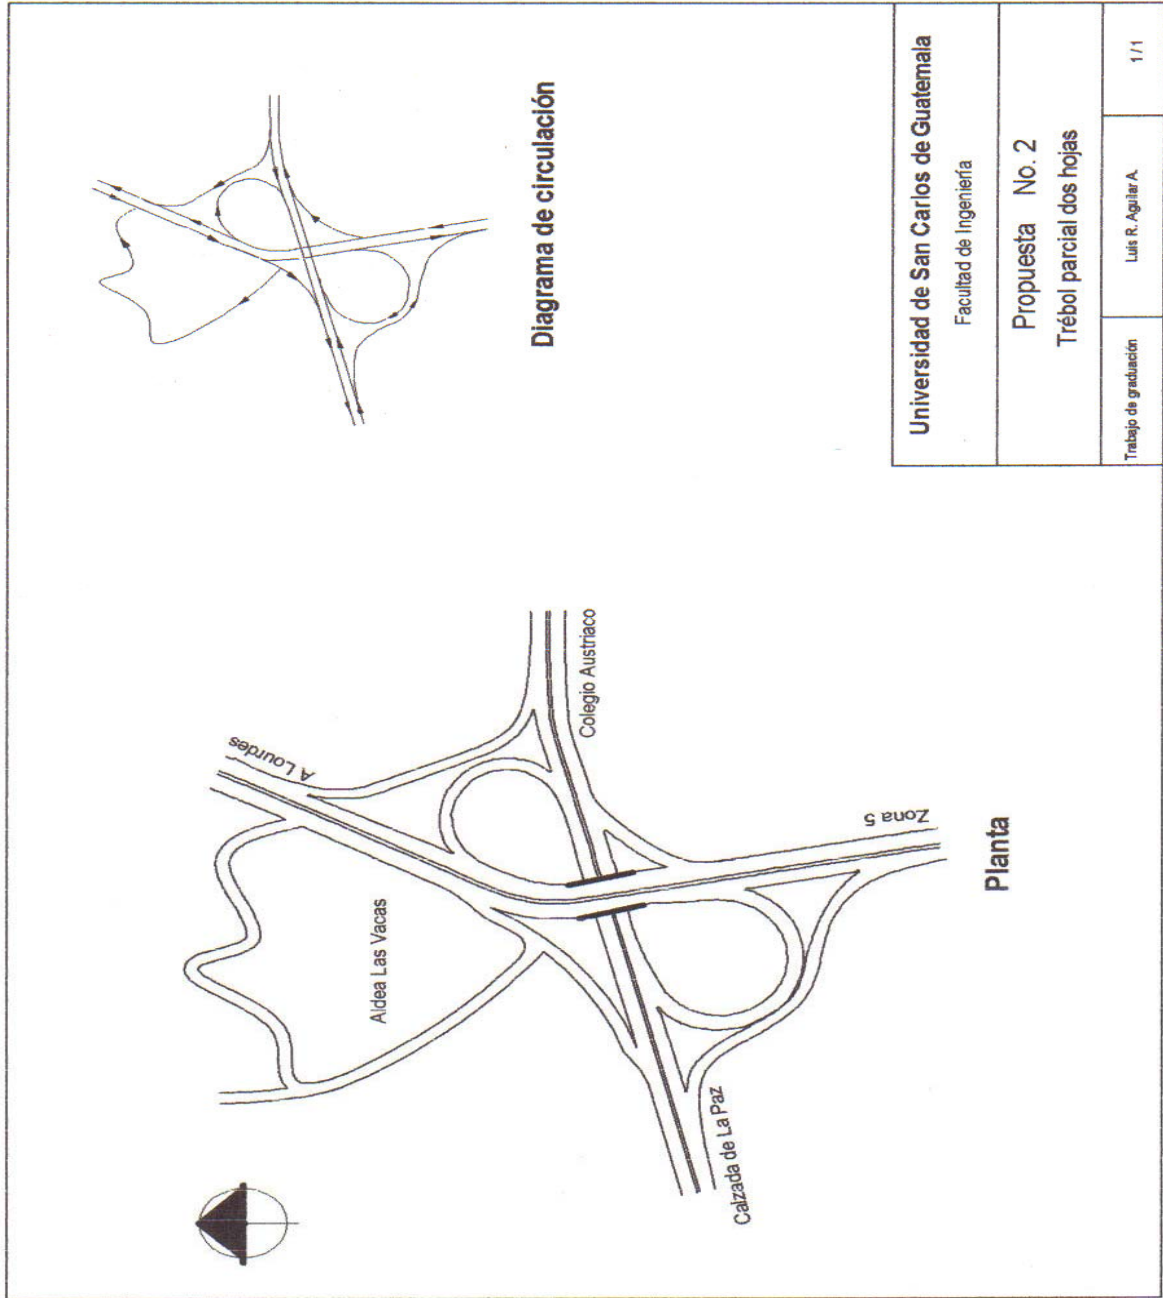 Diagrama de circulación
A Lourdes
Aldea Las Vacas
Colegio Austriaco
Zona 5
Calzada de La Paz
Planta
Universidad de San Carlos de Guatemala
Facultad de Ingeniería
Propuesta No. 2
Trébol parcial dos hojas
Trabajo de graduación
Luis R. Aguilar A.
1/1